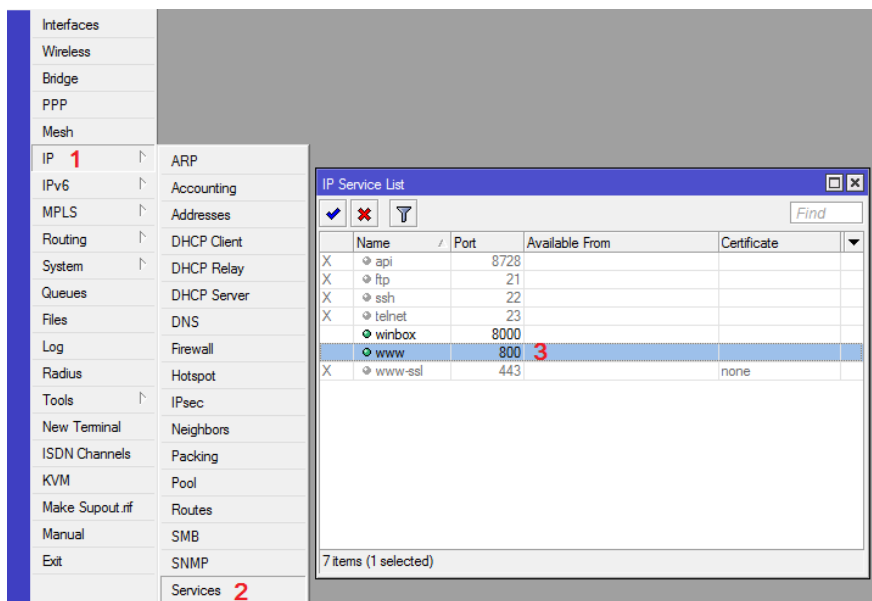 Interfaces
Wireless
Bridge
PPP
Mesh
IP 1
IPv6
MPLS
Routing
System
Queues
Files
Log
Radius
Tools
New Terminal
ISDN Channels
KVM
Make Supout.rif
Manual
Exit
ARP
Accounting
Addresses
DHCP Client
DHCP Relay
DHCP Server
DNS
Firewall
Hotspot
IPsec
Neighbors
Packing
Pool
Routes
SMB
SNMP
Services 2
IP Service List
Find
Name Port Available From Certificate
X api 8728
X ftp 21
X ssh 22
X telnet 23
winbox 8000
www 800 3
X www-ssl 443 none
7 items (1 selected)